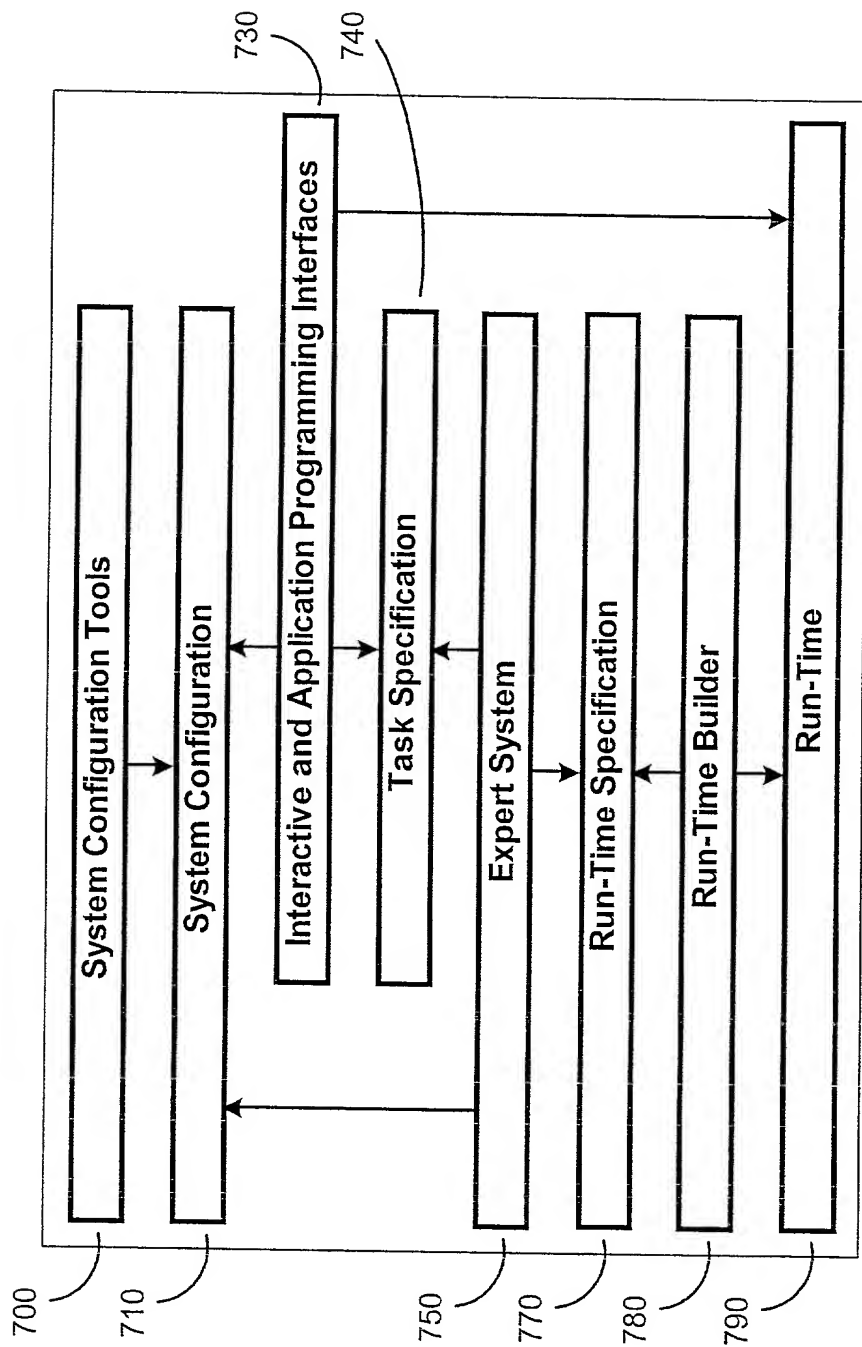 700
System Configuration Tools
710
System Configuration
Interactive and Application Programming Interfaces
730
Task Specification
740
750
Expert System
770
Run-Time Specification
780
Run-Time Builder
790
Run-Time